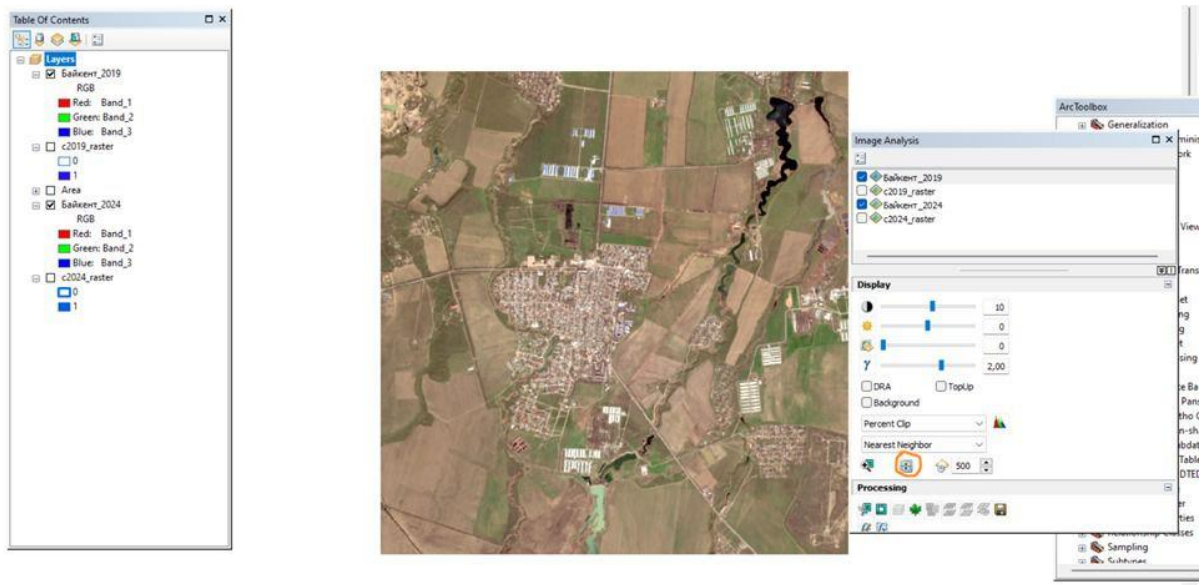 Table Of Contents
Layers
Байкент_2019
RGB
Red: Band_1
Green: Band_2
Blue: Band_3
c2019_raster
0
1
Area
Байкент_2024
RGB
Red: Band_1
Green: Band_2
Blue: Band_3
c2024_raster
0
1
ArcToolbox
Generalization
Image Analysis
Байкент_2019
c2019_raster
Байкент_2024
c2024_raster
Display
10
0
0
2,00
DRA
TopUp
Background
Percent Clip
Nearest Neighbor
500
Processing
Sampling
Subtypes